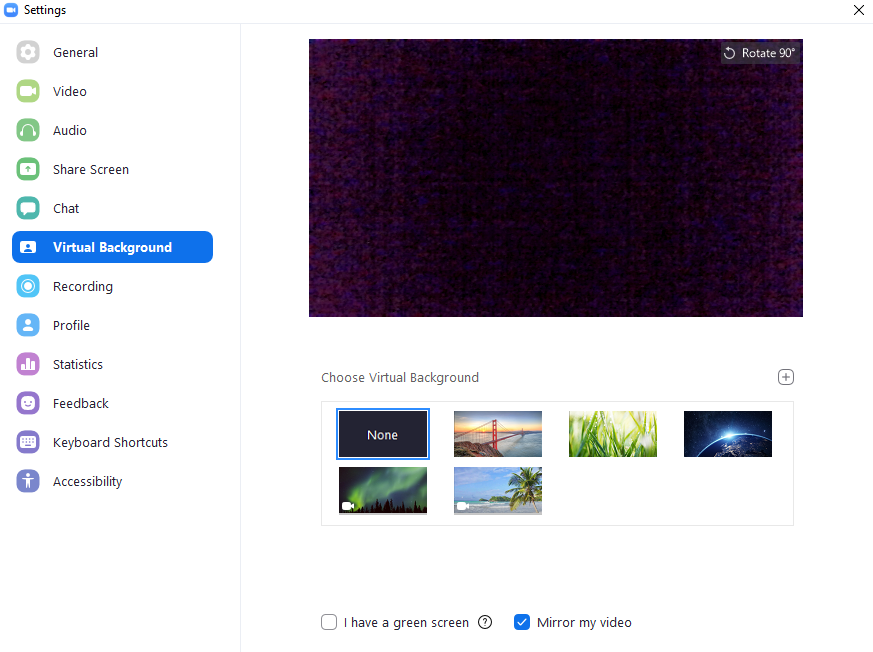 Settings
General
Video
Audio
Share Screen
Chat
Virtual Background
Recording
Profile
Statistics
Feedback
Keyboard Shortcuts
Accessibility
Rotate 90°
Choose Virtual Background
None
I have a green screen ?
Mirror my video